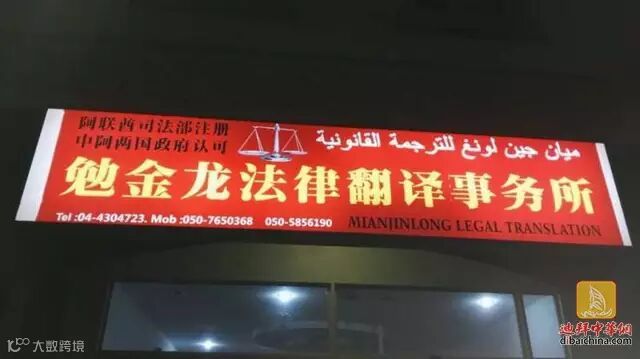 阿联酋司法部注册
中阿两国政府认可
ميان جين لونغ للترجمة القانونية
勉金龙法律翻译事务所
Tel :04-4304723. Mob :050-7650368 050-5856190
MIANJINLONG LEGAL TRANSLATION
大数跨境
迪拜中华网
dibaichina.com